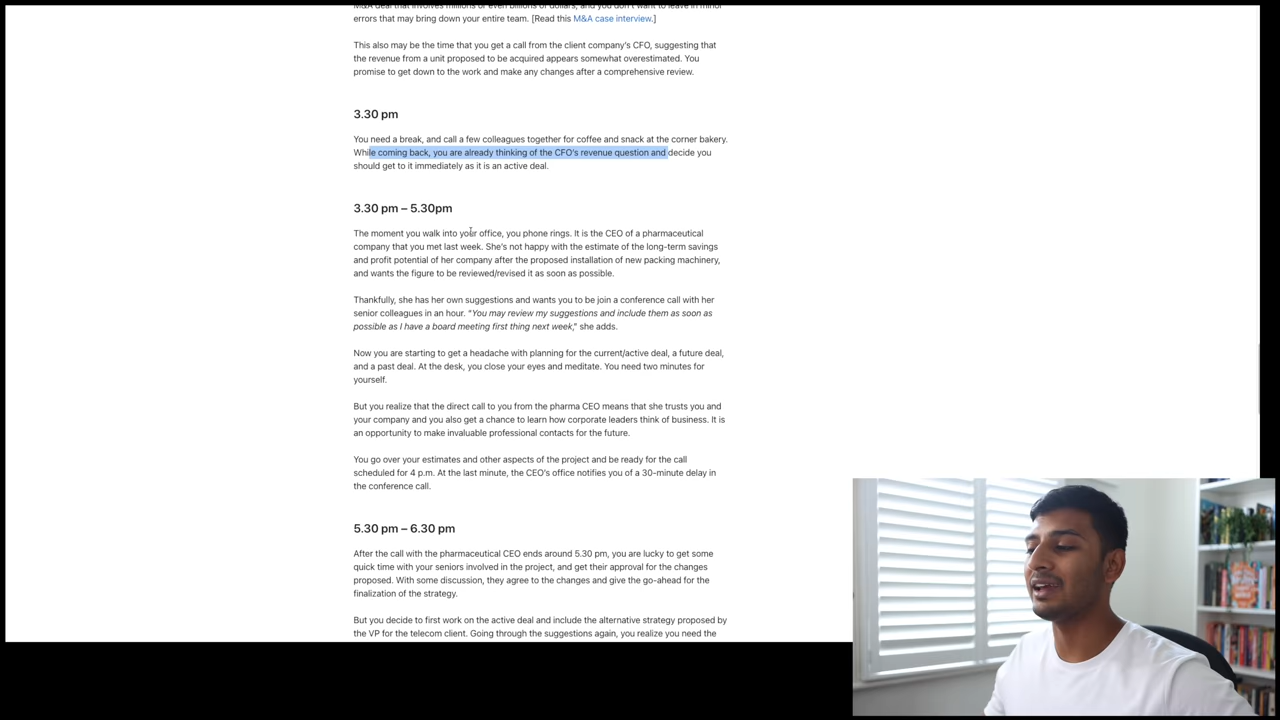 errors that may bring down your entire team. [Read this M&A case interview.]
This also may be the time that you get a call from the client company's CFO, suggesting that
the revenue from a unit proposed to be acquired appears somewhat overestimated. You
promise to get down to the work and make any changes after a comprehensive review.
3.30 pm
You need a break, and call a few colleagues together for coffee and snack at the corner bakery.
While coming back, you are already thinking of the CFO's revenue question and decide you
should get to it immediately as it is an active deal.
3.30 pm – 5.30pm
The moment you walk into your office, you phone rings. It is the CEO of a pharmaceutical
company that you met last week. She's not happy with the estimate of the long-term savings
and profit potential of her company after the proposed installation of new packing machinery,
and wants the figure to be reviewed/revised it as soon as possible.
Thankfully, she has her own suggestions and wants you to be join a conference call with her
senior colleagues in an hour. "You may review my suggestions and include them as soon as
possible as I have a board meeting first thing next week," she adds.
Now you are starting to get a headache with planning for the current/active deal, a future deal,
and a past deal. At the desk, you close your eyes and meditate. You need two minutes for
yourself.
But you realize that the direct call to you from the pharma CEO means that she trusts you and
your company and you also get a chance to learn how corporate leaders think of business. It is
an opportunity to make invaluable professional contacts for the future.
You go over your estimates and other aspects of the project and be ready for the call
scheduled for 4 p.m. At the last minute, the CEO's office notifies you of a 30-minute delay in
the conference call.
5.30 pm – 6.30 pm
After the call with the pharmaceutical CEO ends around 5.30 pm, you are lucky to get some
quick time with your seniors involved in the project, and get their approval for the changes
proposed. With some discussion, they agree to the changes and give the go-ahead for the
finalization of the strategy.
But you decide to first work on the active deal and include the alternative strategy proposed by
the VP for the telecom client. Going through the suggestions again, you realize you need the